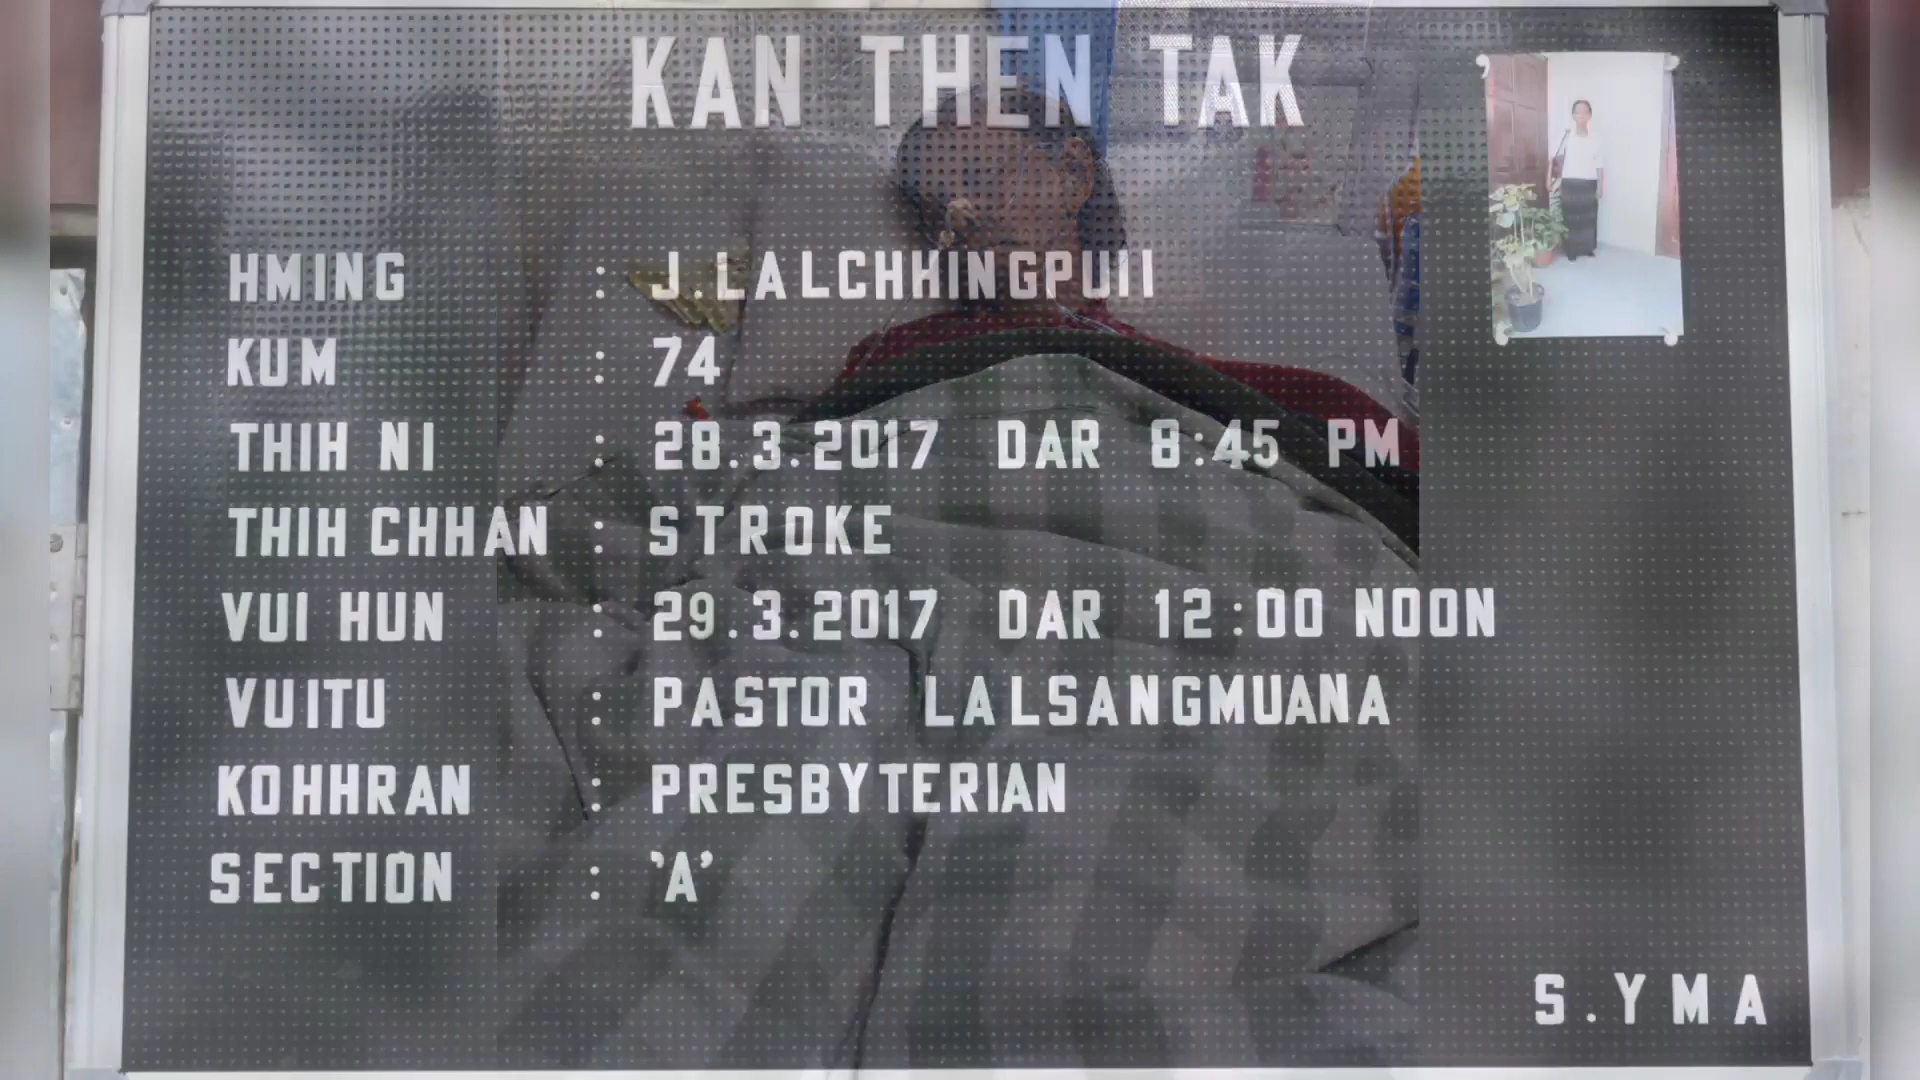 KAN THEN TAK
HMING : J.LALCHHINGPUII
KUM : 74
THIH NI : 28.3.2017 DAR 8:45 PM
THIH CHHAN : STROKE
VUI HUN : 29.3.2017 DAR 12:00 NOON
VUITU : PASTOR LALSANGMUANA
KOHHRAN : PRESBYTERIAN
SECTION : 'A'
S.YMA